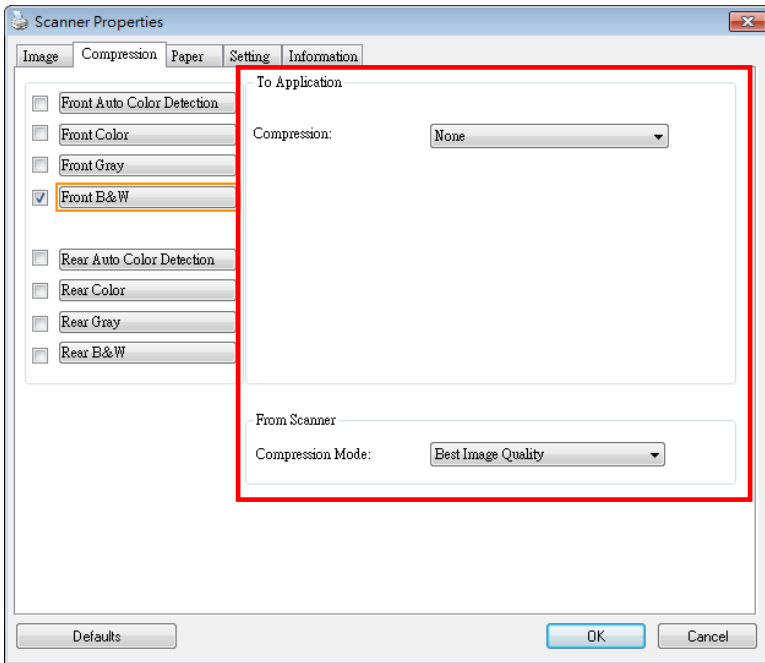 Scanner Properties
Image Compression Paper Setting Information
Front Auto Color Detection
Front Color
Front Gray
Front B&W
Rear Auto Color Detection
Rear Color
Rear Gray
Rear B&W
To Application
Compression: None
From Scanner
Compression Mode: Best Image Quality
Defaults OK Cancel